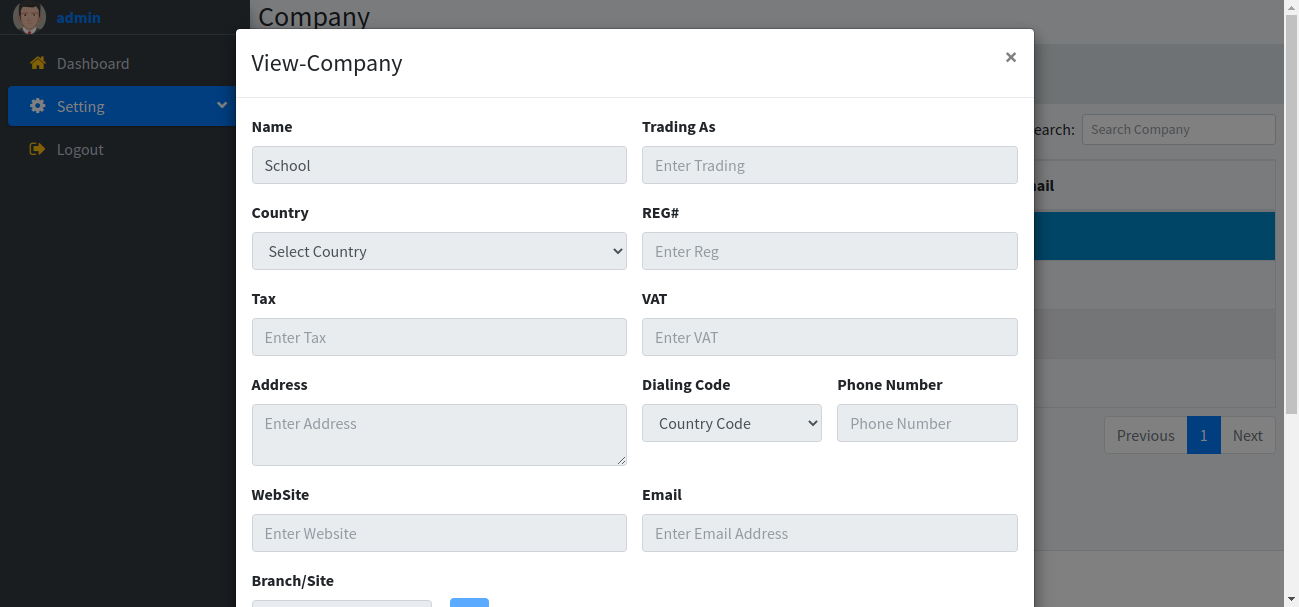 admin
Company
Dashboard
Setting
Logout
View-Company
×
Name
Trading As
School
Enter Trading
Country
REG#
Select Country
Enter Reg
Tax
VAT
Enter Tax
Enter VAT
Address
Dialing Code
Phone Number
Enter Address
Country Code
Phone Number
WebSite
Email
Enter Website
Enter Email Address
Branch/Site
earch:
Search Company
ail
Previous
1
Next